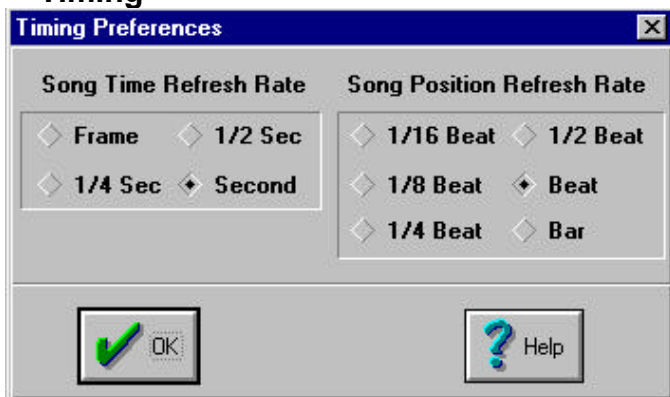 Timing
Timing Preferences
Song Time Refresh Rate
Frame
1/2 Sec
1/4 Sec
Second
Song Position Refresh Rate
1/16 Beat
1/2 Beat
1/8 Beat
Beat
1/4 Beat
Bar
OK
Help